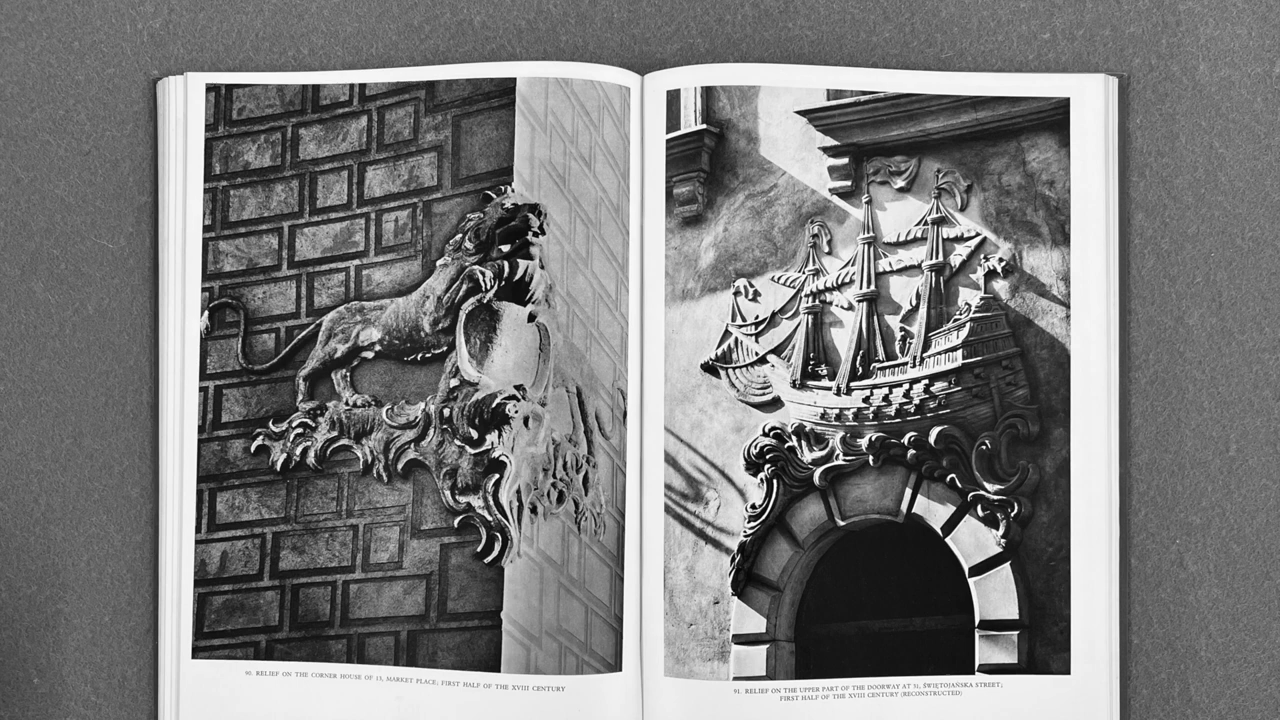 90. RELIEF ON THE CORNER HOUSE OF 13, MARKET PLACE; FIRST HALF OF THE XVIII CENTURY
91. RELIEF ON THE UPPER PART OF THE DOORWAY AT 31, ŚWIĘTOJAŃSKA STREET;
FIRST HALF OF THE XVIII CENTURY (RECONSTRUCTED)